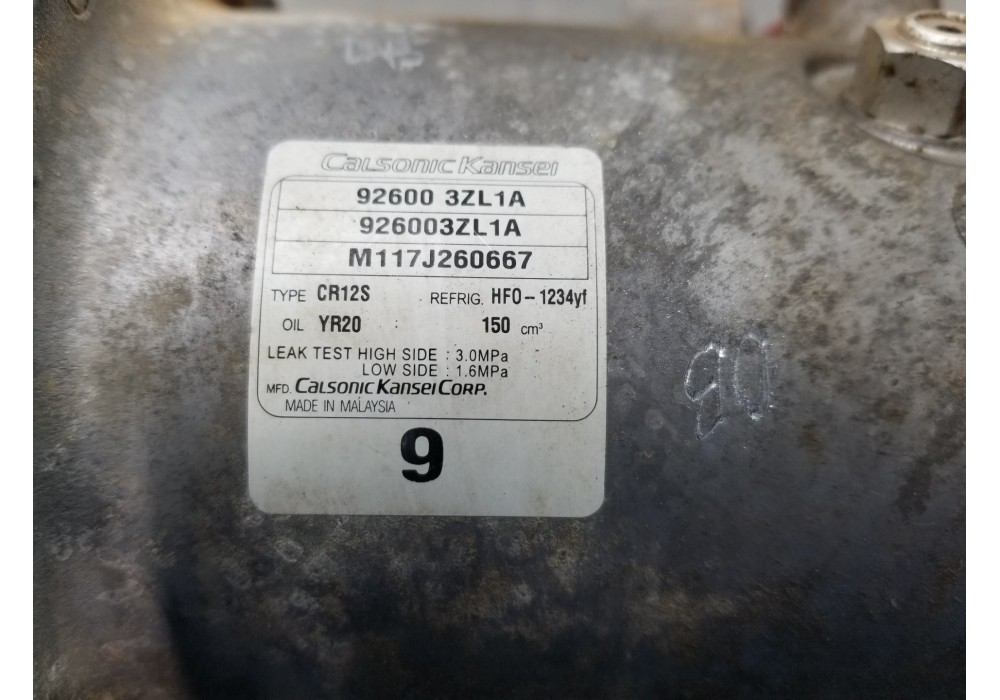 Calsonic Kansei
92600 3ZL1A
926003ZL1A
M117J260667
TYPE CR12S REFRIG. HFO-1234yf
OIL YR20 : 150 cm³
LEAK TEST HIGH SIDE : 3.0MPa
LOW SIDE : 1.6MPa
MFD. Calsonic Kansei Corp.
MADE IN MALAYSIA
9